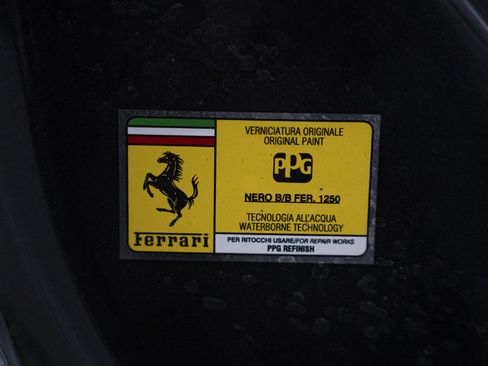 Ferrari
VERNICIATURA ORIGINALE
ORIGINAL PAINT
PPG
NERO B/B FER. 1250
TECNOLOGIA ALL'ACQUA
WATERBORNE TECHNOLOGY
PER RITOCCHI USARE/FOR REPAIR WORKS
PPG REFINISH